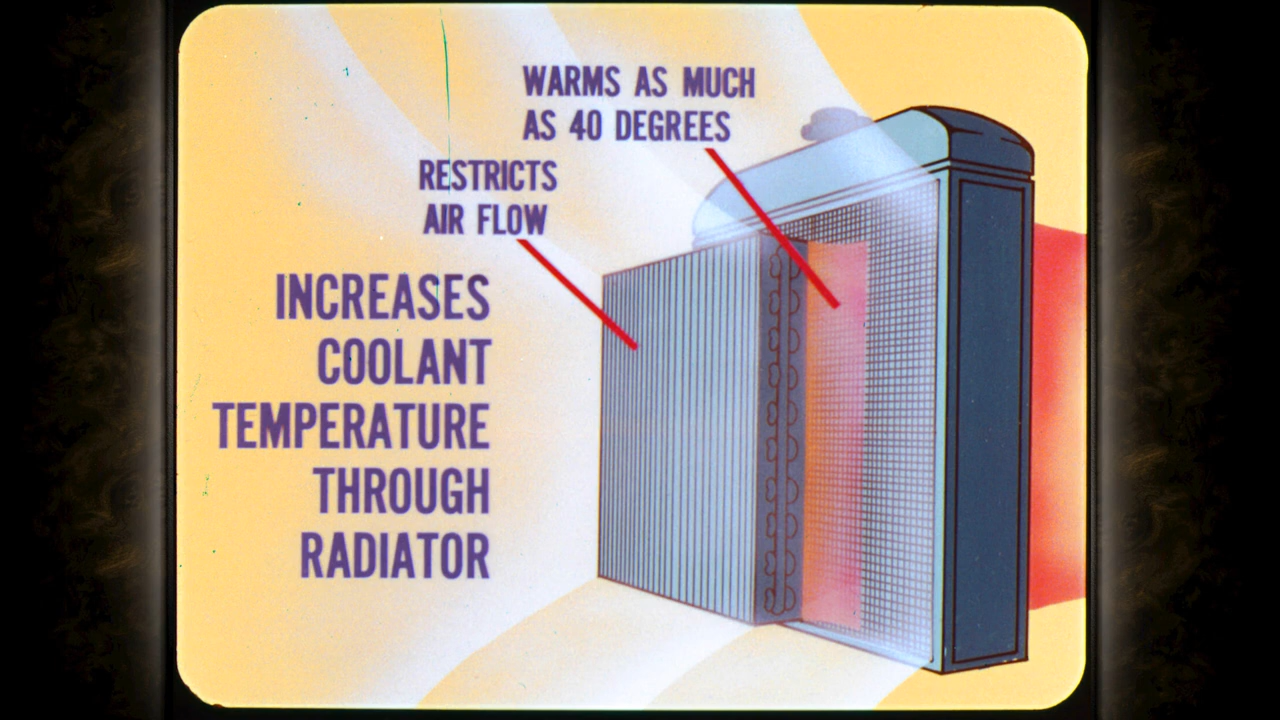 WARMS AS MUCH
AS 40 DEGREES
RESTRICTS
AIR FLOW
INCREASES
COOLANT
TEMPERATURE
THROUGH
RADIATOR